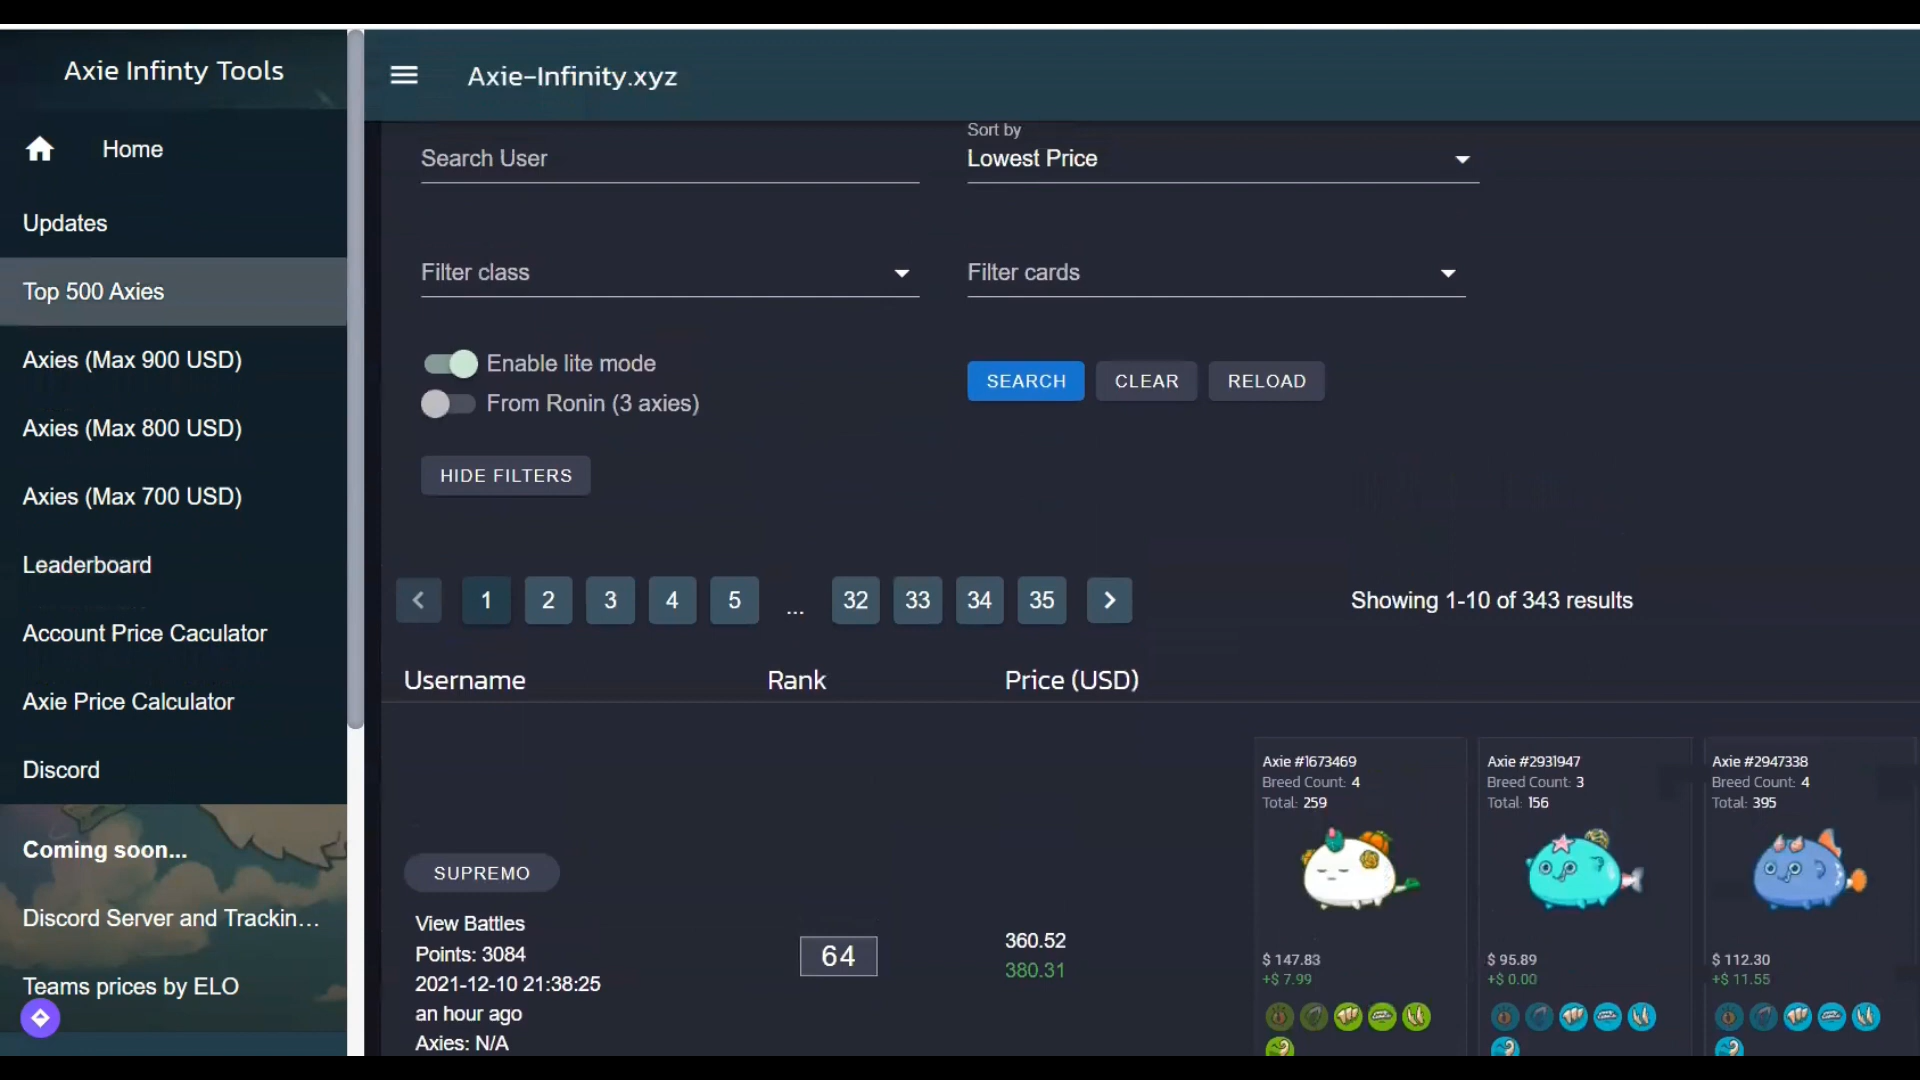 Axie Infinty Tools
Axie-Infinity.xyz
Home
Updates
Top 500 Axies
Axies (Max 900 USD)
Axies (Max 800 USD)
Axies (Max 700 USD)
Leaderboard
Account Price Caculator
Axie Price Calculator
Discord
Coming soon...
Discord Server and Trackin...
Teams prices by ELO
Search User
Sort by
Lowest Price
Filter class
Filter cards
Enable lite mode
From Ronin (3 axies)
SEARCH CLEAR RELOAD
HIDE FILTERS
1 2 3 4 5 ... 32 33 34 35
Showing 1-10 of 343 results
Username Rank Price (USD)
SUPREMO
View Battles
Points: 3084
2021-12-10 21:38:25
an hour ago
Axies: N/A
64
360.52
380.31
Axie #1673469
Breed Count: 4
Total: 259
$ 147.83
+$ 7.99
Axie #2931947
Breed Count: 3
Total: 156
$ 95.89
+$ 0.00
Axie #2947338
Breed Count: 4
Total: 395
$ 112.30
+$ 11.55